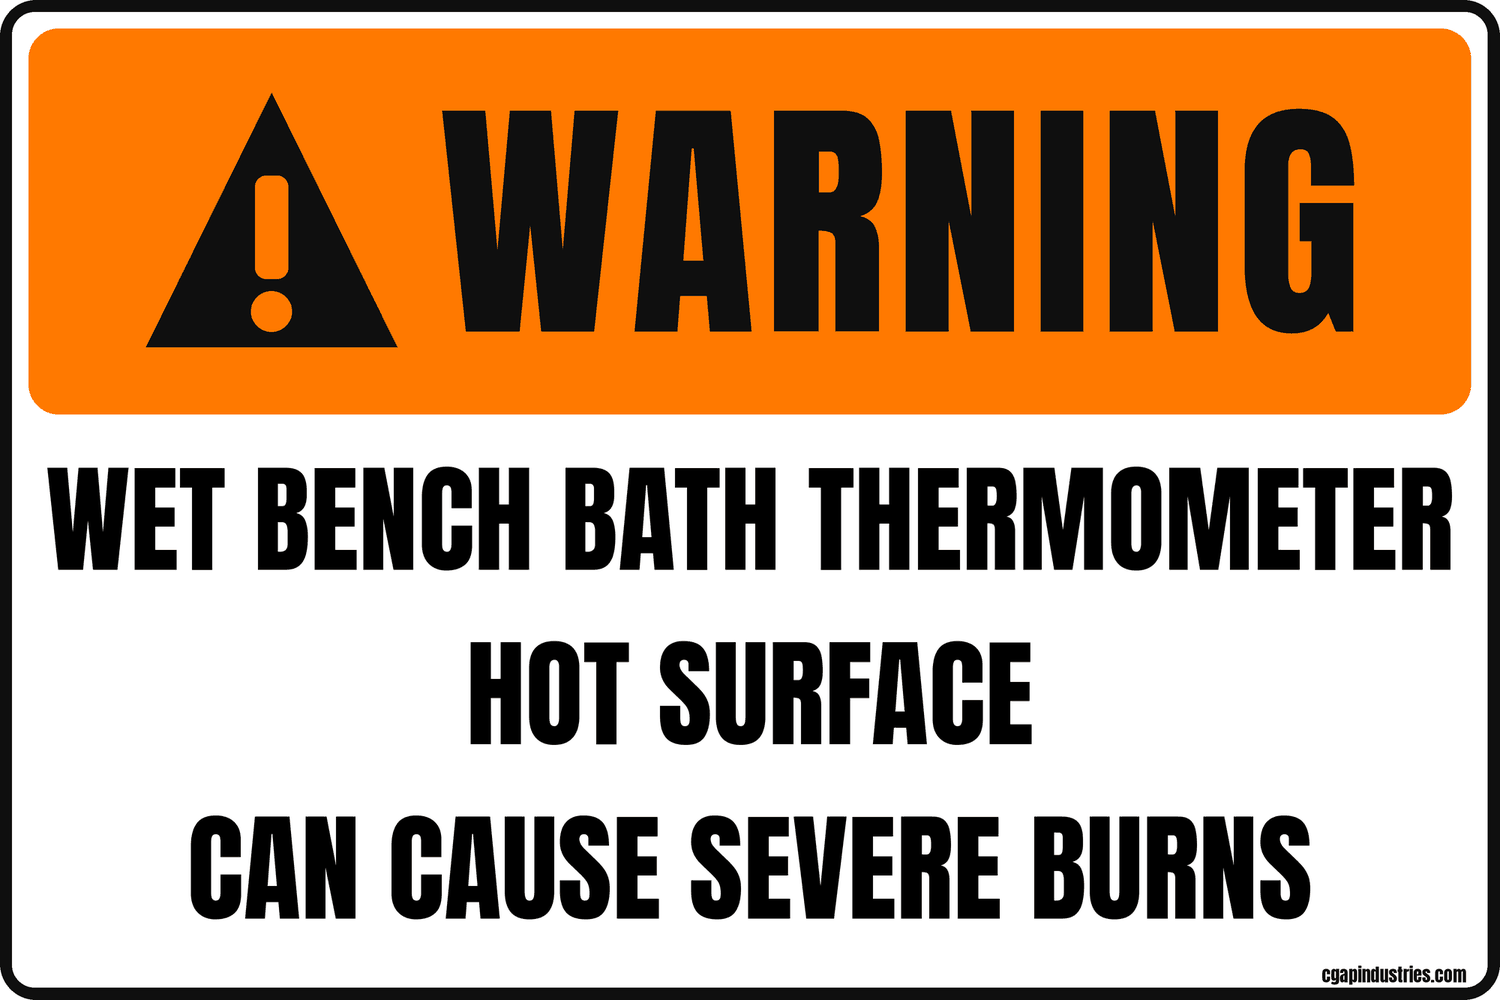 WARNING
WET BENCH BATH THERMOMETER
HOT SURFACE
CAN CAUSE SEVERE BURNS
cgapindustries.com